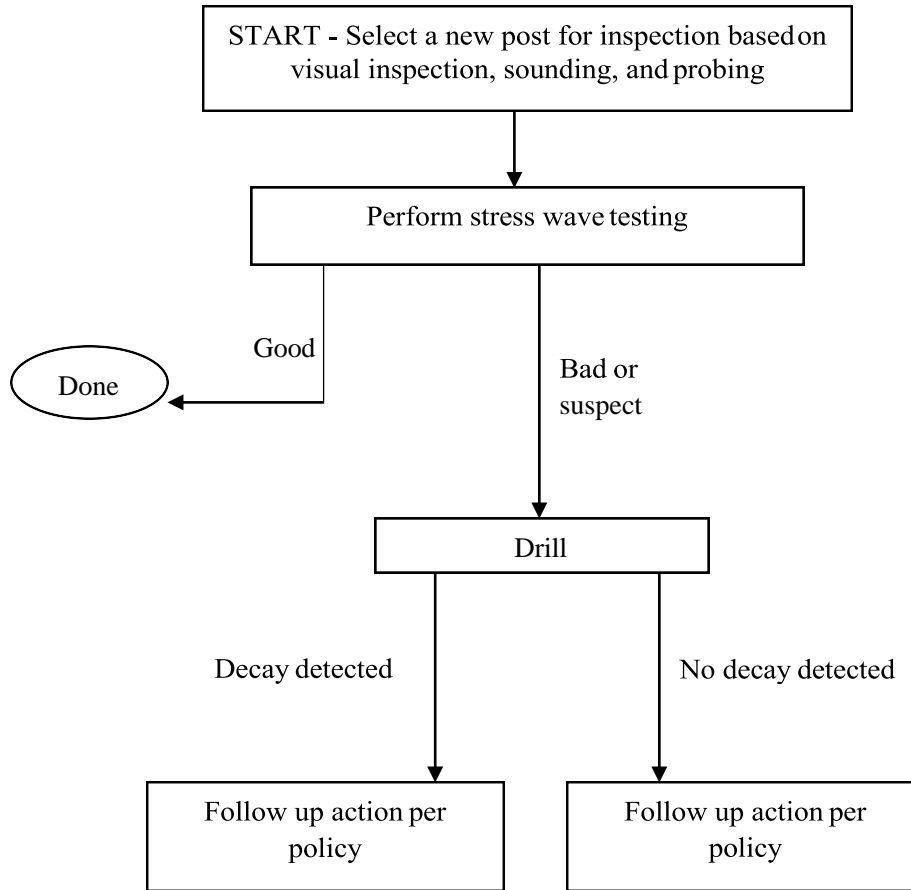 START - Select a new post for inspection based on
visual inspection, sounding, and probing
Perform stress wave testing
Good
Done
Bad or
suspect
Drill
Decay detected
No decay detected
Follow up action per
policy
Follow up action per
policy